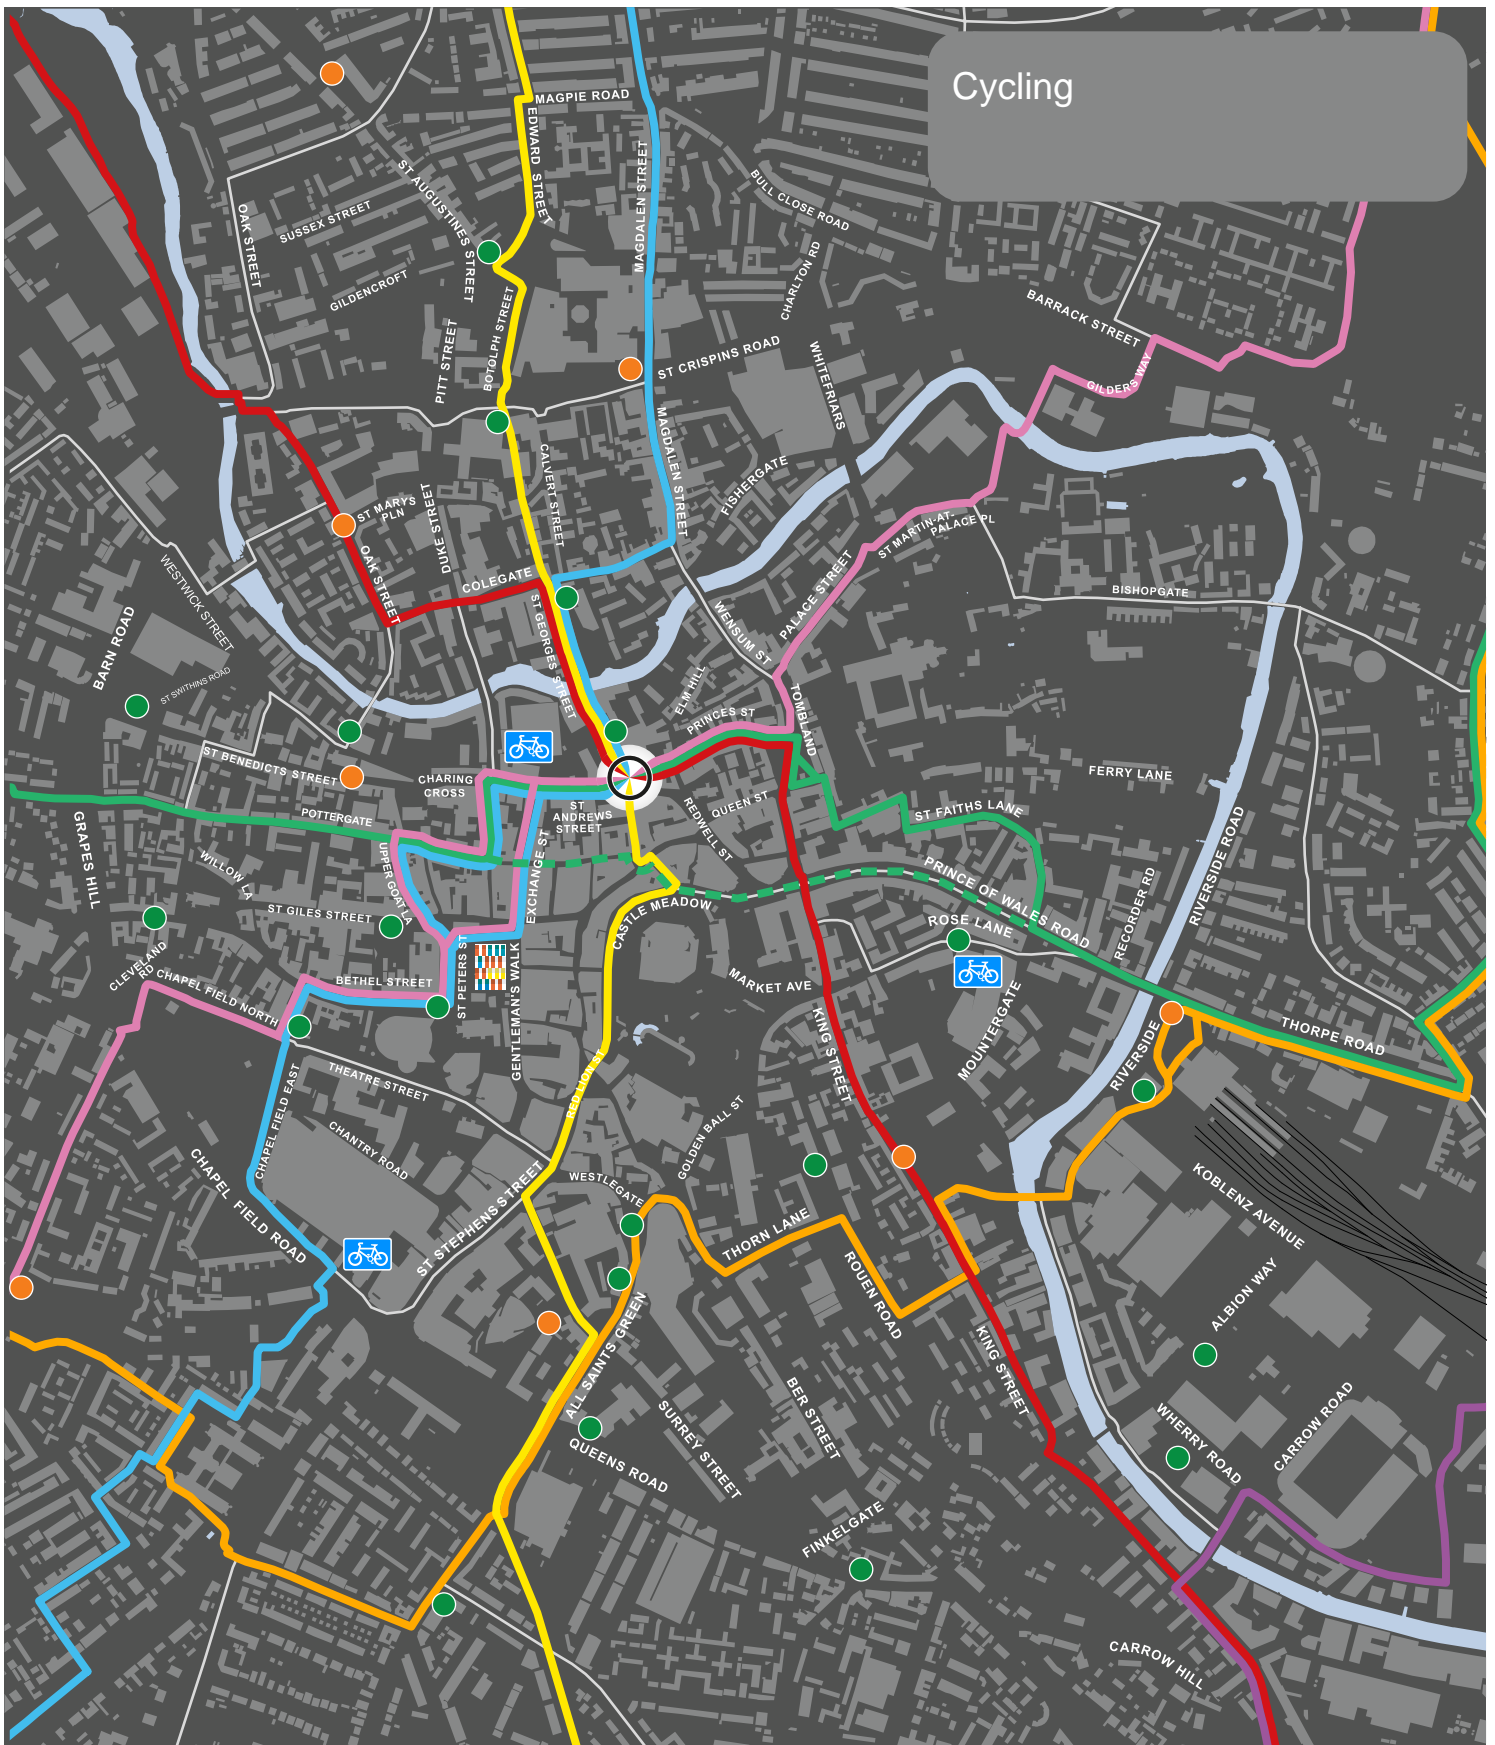 Cycling
MAGPIE ROAD
EDWARD STREET
MAGDALEN STREET
ST AUGUSTINES STREET
BULL CLOSE ROAD
OAK STREET
SUSSEX STREET
GILDENCROFT
CHARLTON RD
BARRACK STREET
PITT STREET
BOTOLPH STREET
ST CRISPINS ROAD
WHITEFRIARS
GILDERS WAY
MAGDALEN STREET
CALVERT STREET
FISHERGATE
ST MARYS
PLN
DUKE STREET
ST MARTIN-AT-
PALACE PL
OAK STREET
COLEGATE
PALACE STREET
BISHOPGATE
WESTWICK STREET
BARN ROAD
ST GEORGES STREET
WENSUM ST
ST SWITHINS ROAD
ELM HILL
TOMBLAND
PRINCES ST
ST BENEDICTS STREET
CHARING
CROSS
FERRY LANE
POTTERGATE
ST
ANDREWS
STREET
REDWELL ST
QUEEN ST
ST FAITHS LANE
GRAPES HILL
WILLOW LA
UPPER GOAT LA
EXCHANGE ST
PRINCE OF WALES ROAD
RIVERSIDE ROAD
ST GILES STREET
CASTLE MEADOW
ROSE LANE
RECORDER RD
CLEVELAND
RD
CHAPEL FIELD NORTH
BETHEL STREET
ST PETERS ST
GENTLEMAN'S WALK
MARKET AVE
KING STREET
MOUNTERGATE
RIVERSIDE
THORPE ROAD
THEATRE STREET
RED LION ST
CHAPEL FIELD EAST
CHANTRY ROAD
GOLDEN BALL ST
CHAPEL FIELD ROAD
ST STEPHENS STREET
WESTLEGATE
THORN LANE
KOBLENZ AVENUE
ROUEN ROAD
ALBION WAY
ALL SAINTS GREEN
KING STREET
BER STREET
SURREY STREET
QUEENS ROAD
WHERRY ROAD
CARROW ROAD
FINKELGATE
CARROW HILL